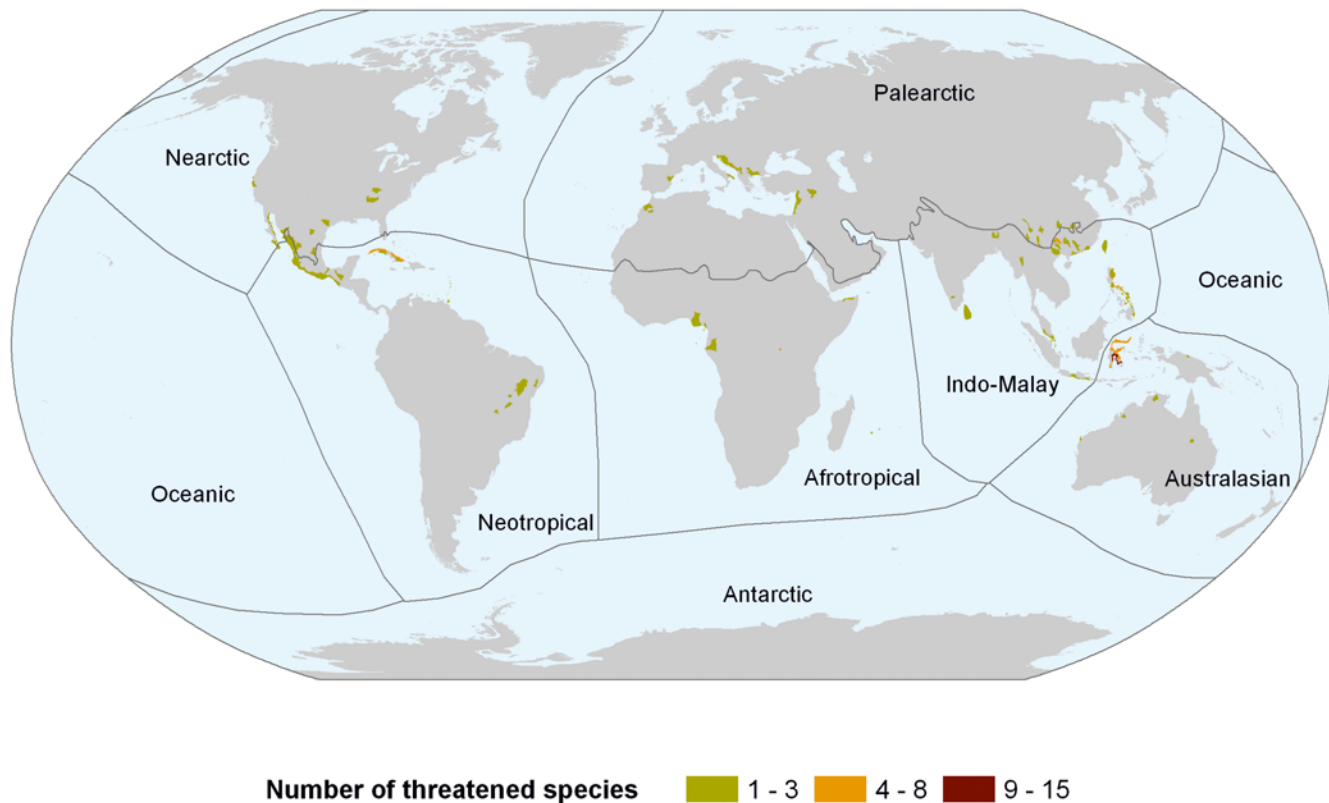 Palearctic
Nearctic
Oceanic
Indo-Malay
Oceanic
Afrotropical
Australasian
Neotropical
Antarctic
Number of threatened species 1 - 3 4 - 8 9 - 15